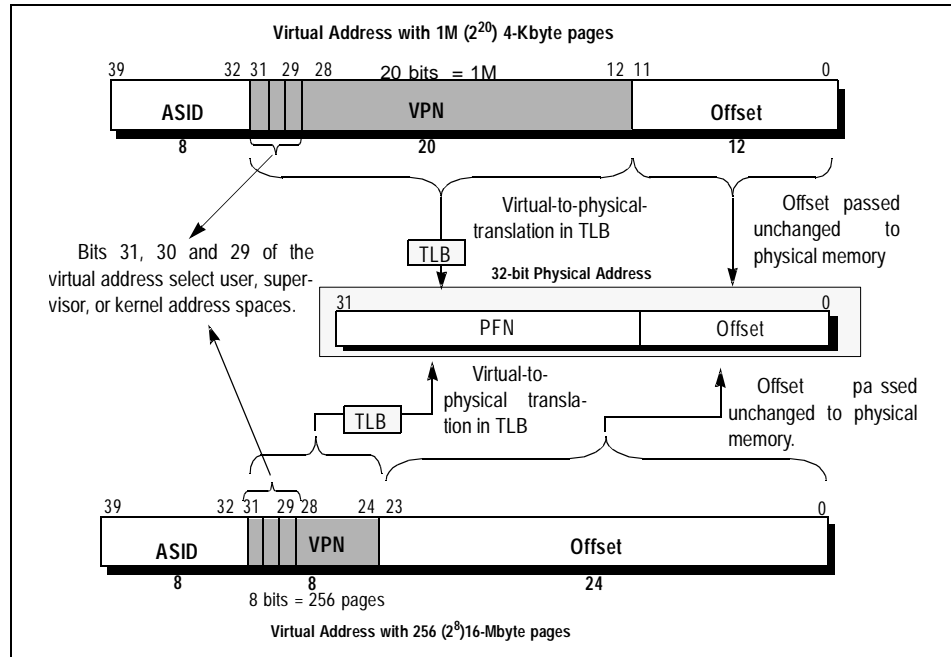 Virtual Address with 1M (2^20) 4-Kbyte pages
39 32 31 29 28 20 bits = 1M 12 11 0
ASID VPN Offset
8 20 12
Virtual-to-physical-
translation in TLB
Offset passed
unchanged to
physical memory
Bits 31, 30 and 29 of the
virtual address select user, super-
visor, or kernel address spaces.
TLB
32-bit Physical Address
31 0
PFN Offset
Virtual-to-
physical transla-
tion in TLB
TLB
Offset pa ssed
unchanged to physical
memory.
39 32 31 29 28 24 23 0
ASID VPN Offset
8 8 24
8 bits = 256 pages
Virtual Address with 256 (2^8)16-Mbyte pages